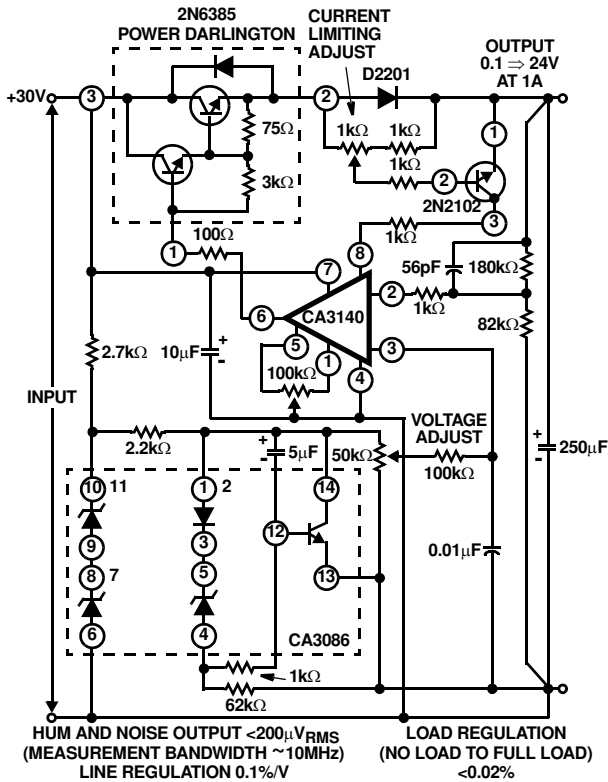 2N6385
POWER DARLINGTON
CURRENT
LIMITING
ADJUST
D2201
OUTPUT
0.1 ⇒ 24V
AT 1A
+30V
3
2
75Ω
3kΩ
1kΩ
1kΩ
1kΩ
1
2
2N2102
3
1
100Ω
1kΩ
8
7
6
CA3140
56pF
180kΩ
2
1kΩ
82kΩ
5
1
3
4
2.7kΩ
10μF
+
-
100kΩ
INPUT
2.2kΩ
+
-
5μF
50kΩ
VOLTAGE
ADJUST
100kΩ
+
-
250μF
10
11
1
2
14
9
3
12
8
7
5
13
0.01μF
6
4
CA3086
1kΩ
62kΩ
HUM AND NOISE OUTPUT <200μVRMS
(MEASUREMENT BANDWIDTH ~10MHz)
LINE REGULATION 0.1%/V
LOAD REGULATION
(NO LOAD TO FULL LOAD)
<0.02%